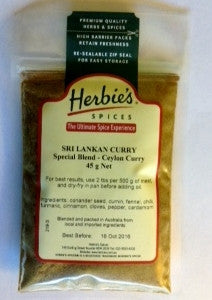 PREMIUM QUALITY
HERBS & SPICES
HIGH BARRIER PACKS
RETAIN FRESHNESS
RE-SEALABLE ZIP SEAL
FOR EASY STORAGE
Herbie's
SPICES
The Ultimate Spice Experience
SRI LANKAN CURRY
Special Blend - Ceylon Curry
45 g Net
For best results, use 2 tbs per 500 g of meat,
and dry-fry in pan before adding oil.
Ingredients: coriander seed, cumin, fennel, chilli,
turmeric, cinnamon, cloves, pepper, cardamom
Blended and packed in Australia from
local and imported ingredients
Best Before: 16 Oct 2016